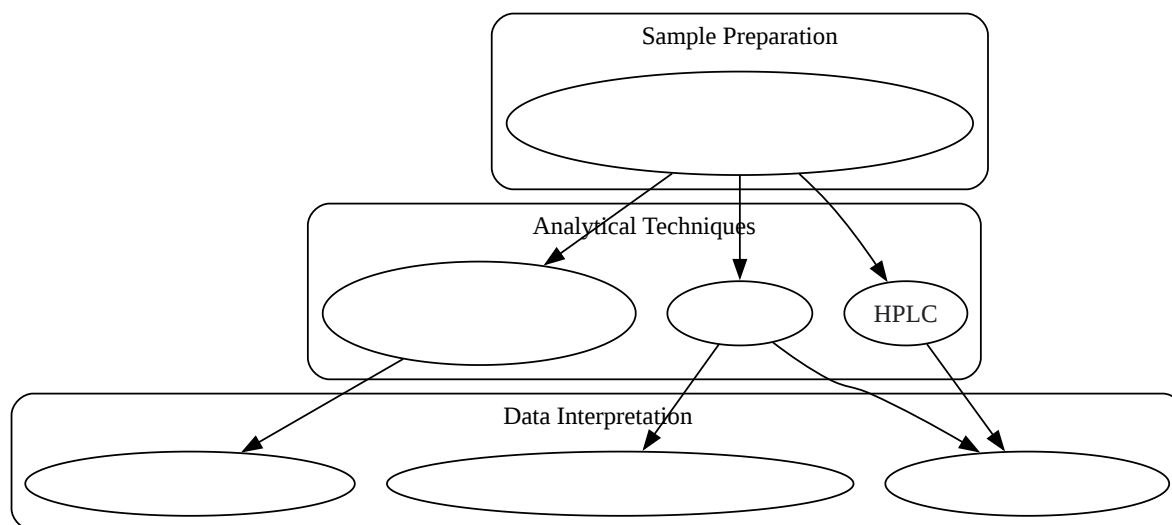 Sample Preparation
Analytical Techniques
HPLC
Data Interpretation